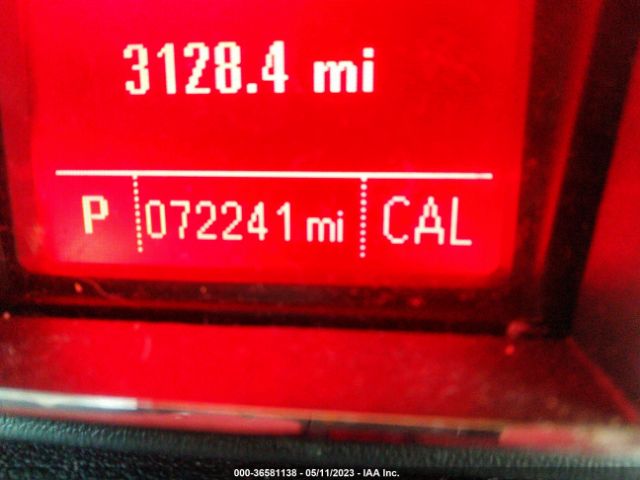 3128.4 mi
P 072241 mi CAL
000-36581138 - 05/11/2023 - IAA Inc.